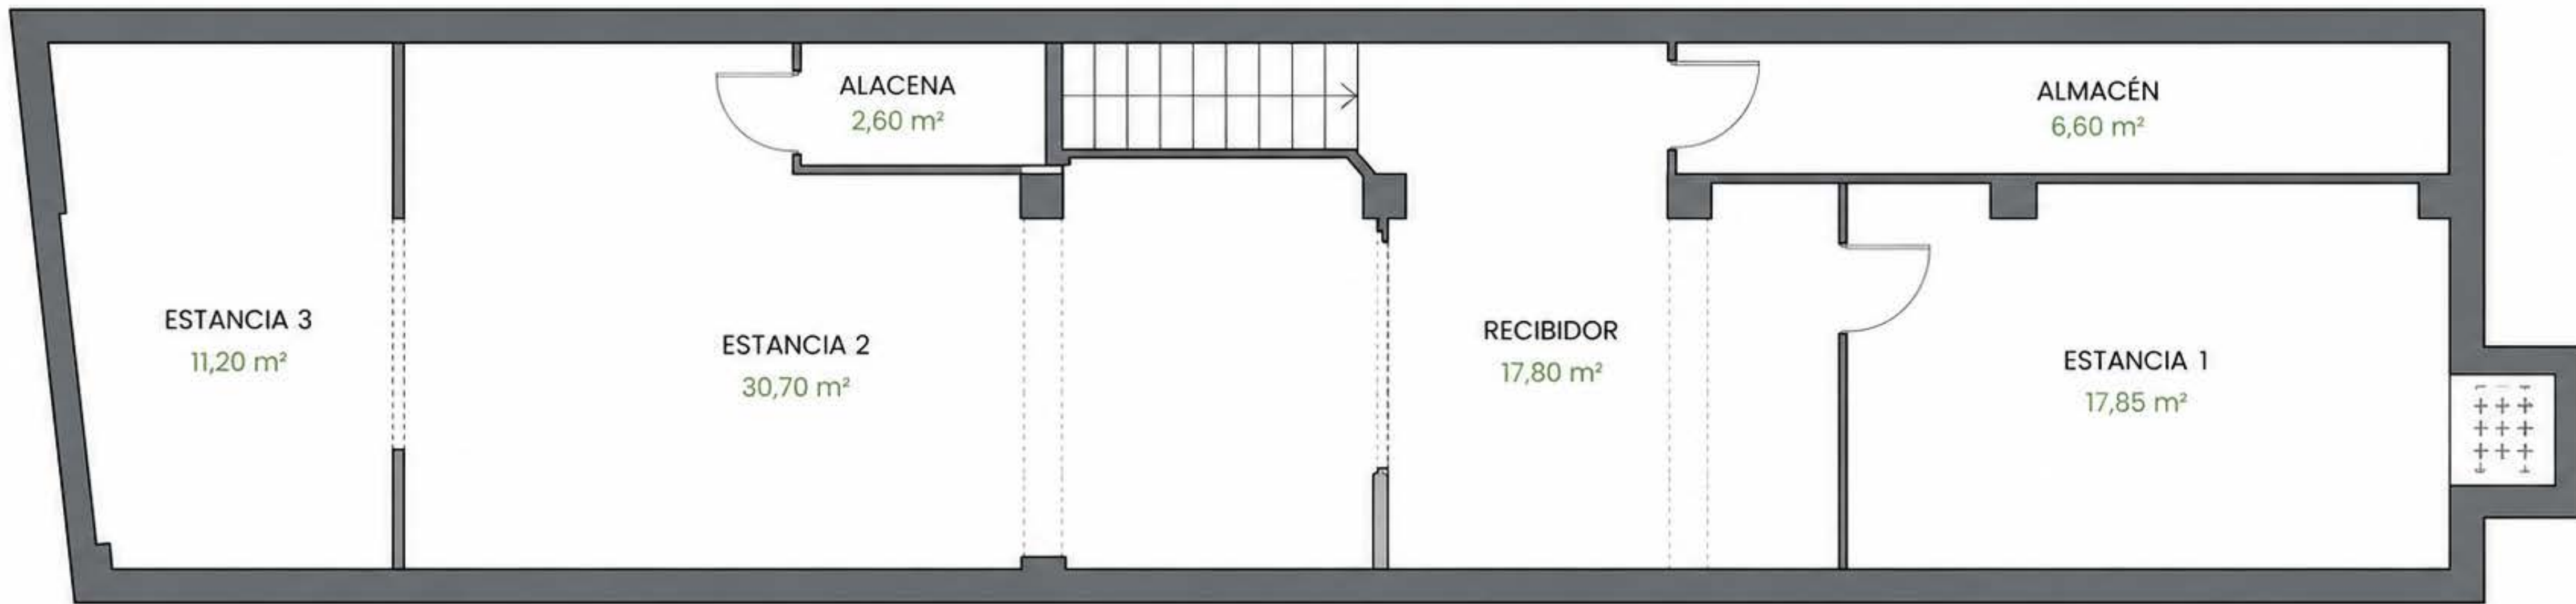 ALACENA
2,60 m²
ALMACÉN
6,60 m²
ESTANCIA 3
11,20 m²
ESTANCIA 2
30,70 m²
RECIBIDOR
17,80 m²
ESTANCIA 1
17,85 m²